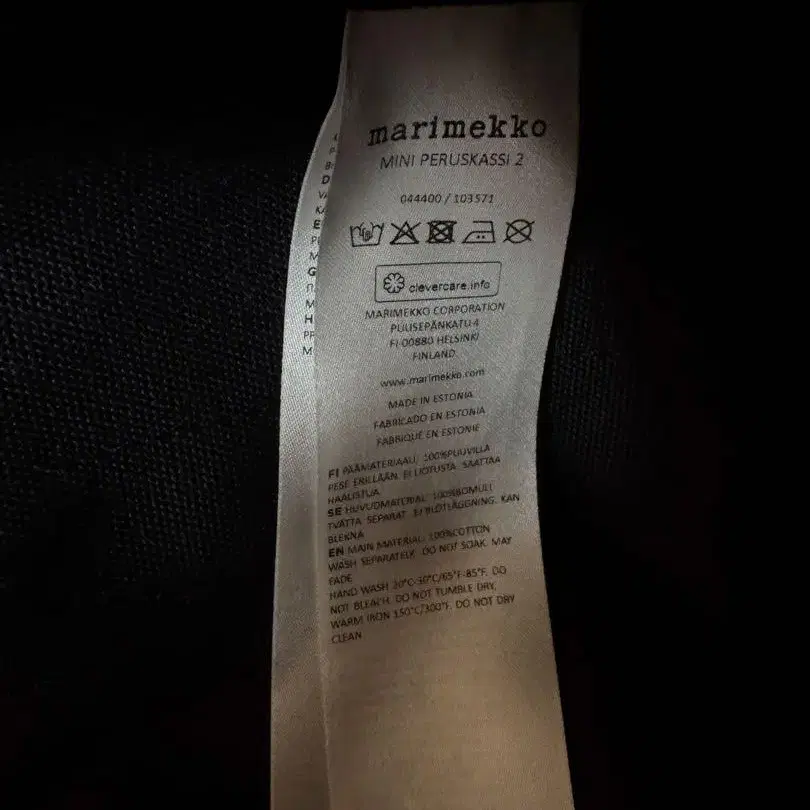 marimekko
MINI PERUSKASSI 2
044400 / 103571
clevercare.info
MARIMEKKO CORPORATION
PUUSEPÄNKATU 4
FI-00880 HELSINKI
FINLAND
www.marimekko.com
MADE IN ESTONIA
FABRICADO EN ESTONIA
FABRIQUE EN ESTONIE
FI PÄÄMATERIAALI: 100%PUUVILLA
PESE ERILLÄÄN. EI LIOTUSTA. SAATTAA
HAALISTUA.
SE HUVUDMATERIAL: 100%BOMULL
TVÄTTA SEPARAT. EJ BLÖTLÄGGNING. KAN
BLEKNA
EN MAIN MATERIAL: 100%COTTON
WASH SEPARATELY. DO NOT SOAK. MAY
FADE
HAND WASH 20°C-30°C/65°F-85°F. DO
NOT BLEACH. DO NOT TUMBLE DRY.
WARM IRON 150°C/300°F. DO NOT DRY
CLEAN